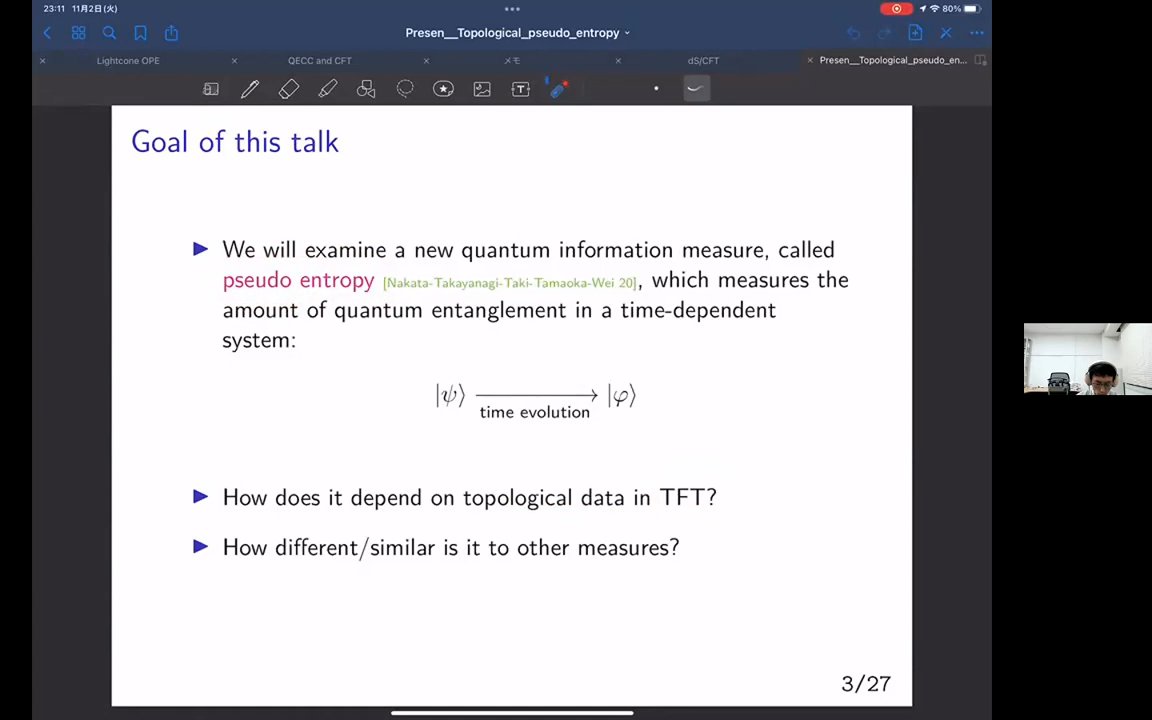 23:11 11月2日(火)
80%
Presen__Topological_pseudo_entropy
Lightcone OPE
QECC and CFT
メモ
dS/CFT
Presen__Topological_pseudo_en...
Goal of this talk
▶ We will examine a new quantum information measure, called
pseudo entropy [Nakata-Takayanagi-Taki-Tamaoka-Wei 20], which measures the
amount of quantum entanglement in a time-dependent
system:
|ψ⟩ ⟶ |φ⟩
time evolution
▶ How does it depend on topological data in TFT?
▶ How different/similar is it to other measures?
3/27